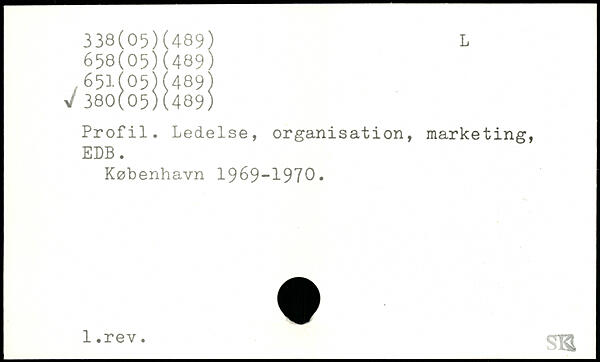 338(05)(489) L
658(05)(489)
651(05)(489)
✓ 380(05)(489)
Profil. Ledelse, organisation, marketing,
EDB.
København 1969-1970.
1.rev.